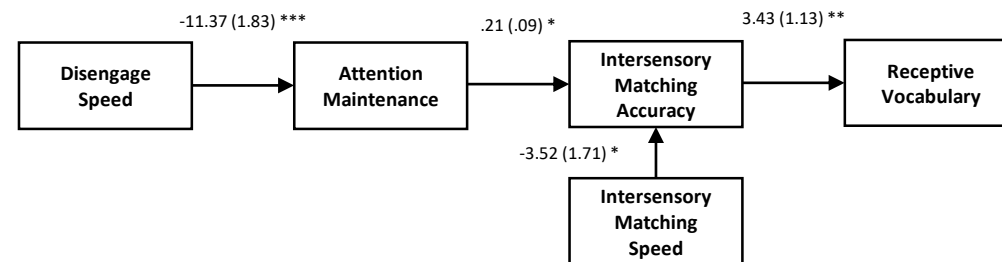 -11.37 (1.83) ***
.21 (.09) *
3.43 (1.13) **
Disengage
Speed
Attention
Maintenance
Intersensory
Matching
Accuracy
Receptive
Vocabulary
-3.52 (1.71) *
Intersensory
Matching
Speed